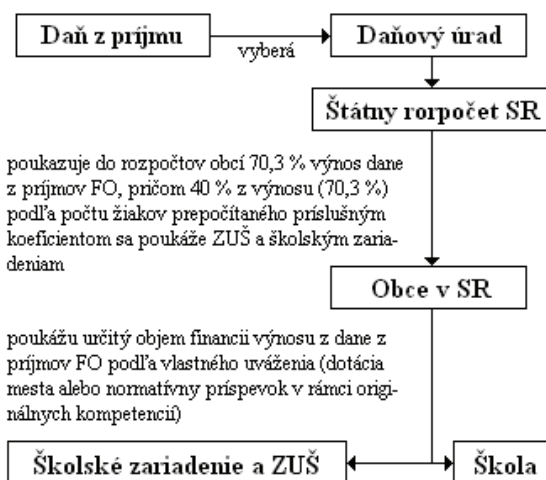 Daň z príjmu
vyberá
Daňový úrad
Štátny rorpočet SR
poukazuje do rozpočtov obcí 70,3 % výnos dane
z príjmov FO, pričom 40 % z výnosu (70,3 %)
podľa počtu žiakov prepočítaného príslušným
koeficientom sa poukáže ZUŠ a školským zaria-
deniam
Obce v SR
poukážu určitý objem financii výnosu z dane z
príjmov FO podľa vlastného uváženia (dotácia
mesta alebo normatívny príspevok v rámci origi-
nálnych kompetencií)
Školské zariadenie a ZUŠ
Škola